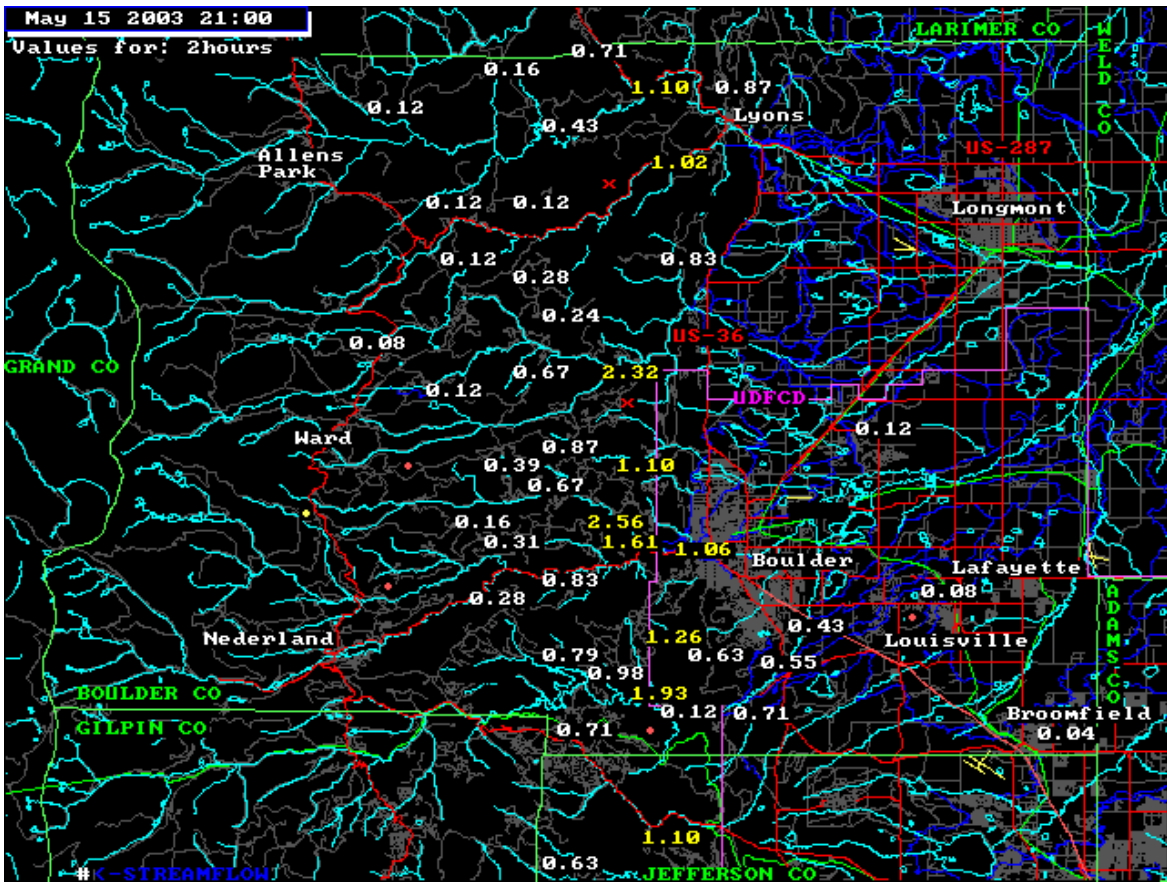 May 15 2003 21:00
Values for: 2hours
LARIMER CO
WELD CO
0.71
0.16
1.10
0.87
0.12
Lyons
0.43
Allens
Park
1.02
US-287
0.12
0.12
Longmont
0.12
0.83
0.28
0.24
US-36
0.08
GRAND CO
0.67
2.32
0.12
UDFCD
0.12
Ward
0.87
0.39
1.10
0.67
0.16
2.56
0.31
1.61
1.06
Boulder
Lafayette
0.83
0.28
0.08
ADAMS CO
0.43
Louisville
Nederland
1.26
0.79
0.63
0.55
0.98
BOULDER CO
1.93
0.12
0.71
Broomfield
GILPIN CO
0.71
0.04
1.10
0.63
#K-STREAMFLOW
JEFFERSON CO